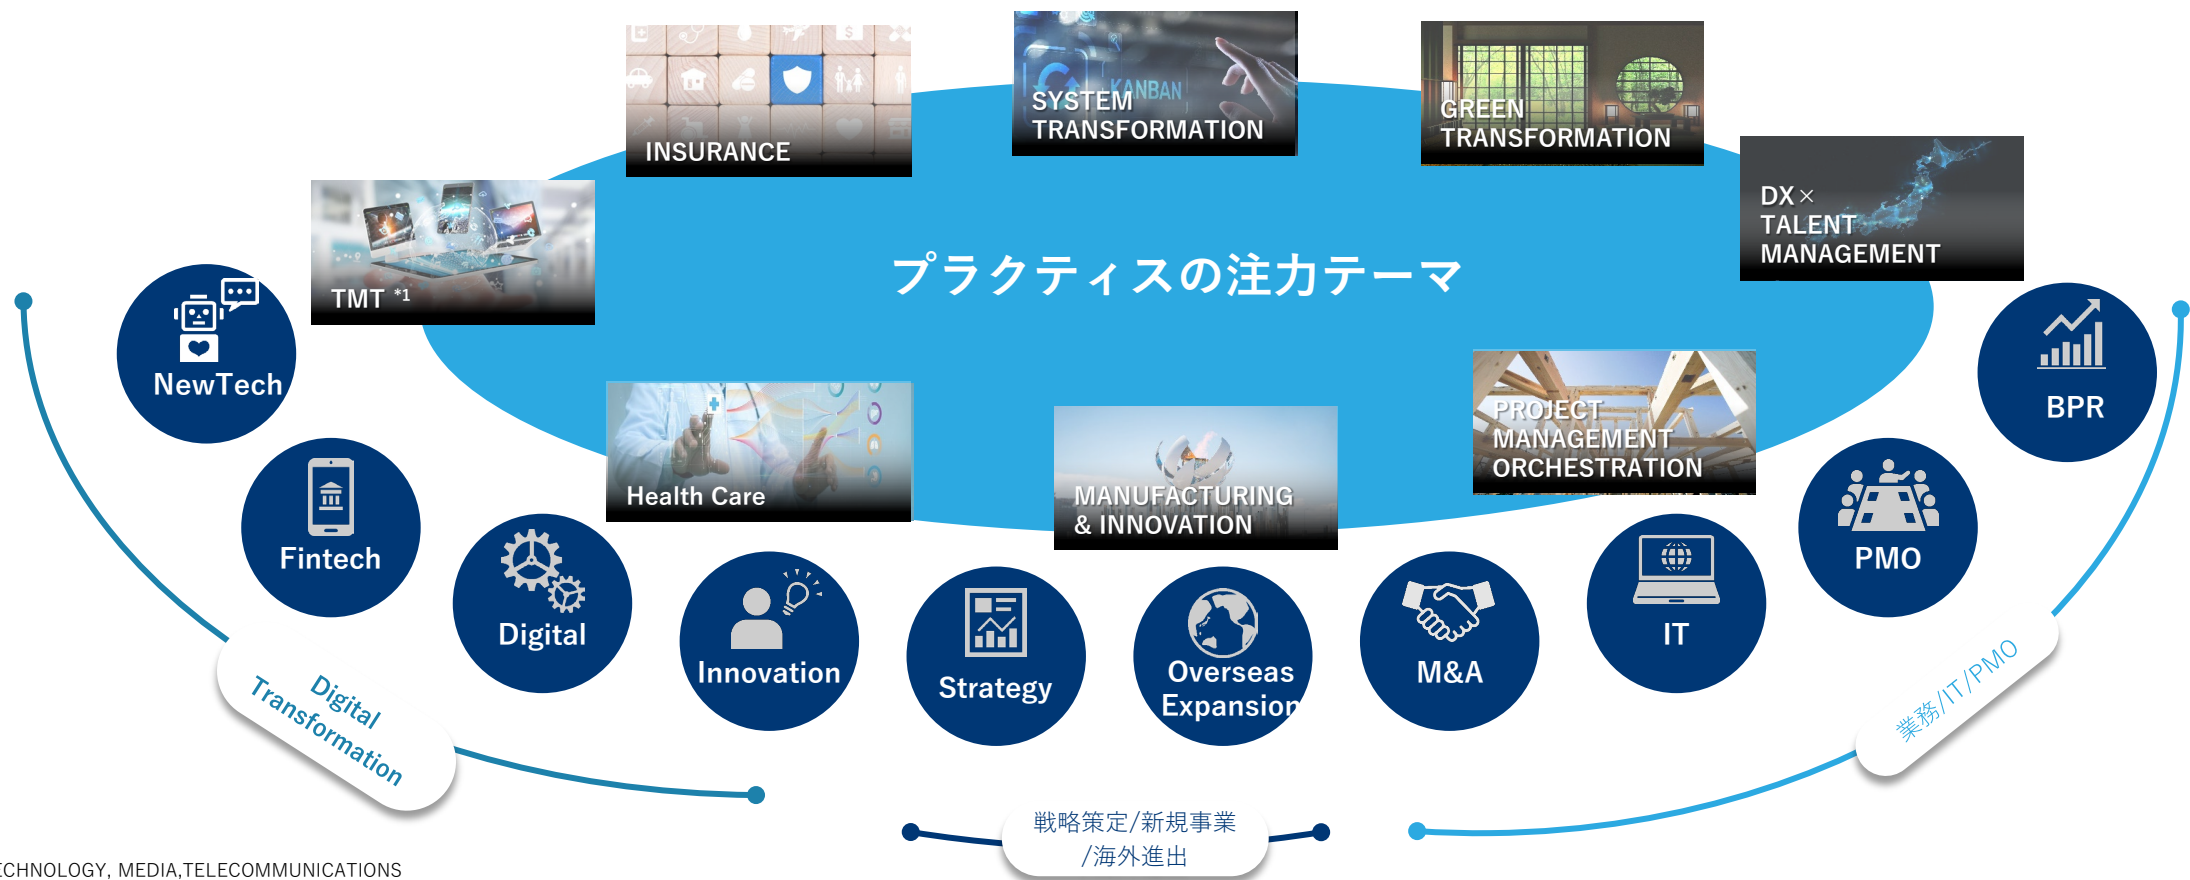 INSURANCE
KANBAN
SYSTEM
TRANSFORMATION
GREEN
TRANSFORMATION
DX×
TALENT
MANAGEMENT
TMT *1
プラクティスの注力テーマ
Health Care
MANUFACTURING
& INNOVATION
PROJECT
MANAGEMENT
ORCHESTRATION
NewTech
Fintech
Digital
Innovation
Strategy
Overseas
Expansion
M&A
IT
PMO
BPR
Digital
Transformation
戦略策定/新規事業
/海外進出
業務/IT/PMO
ECHNOLOGY, MEDIA,TELECOMMUNICATIONS